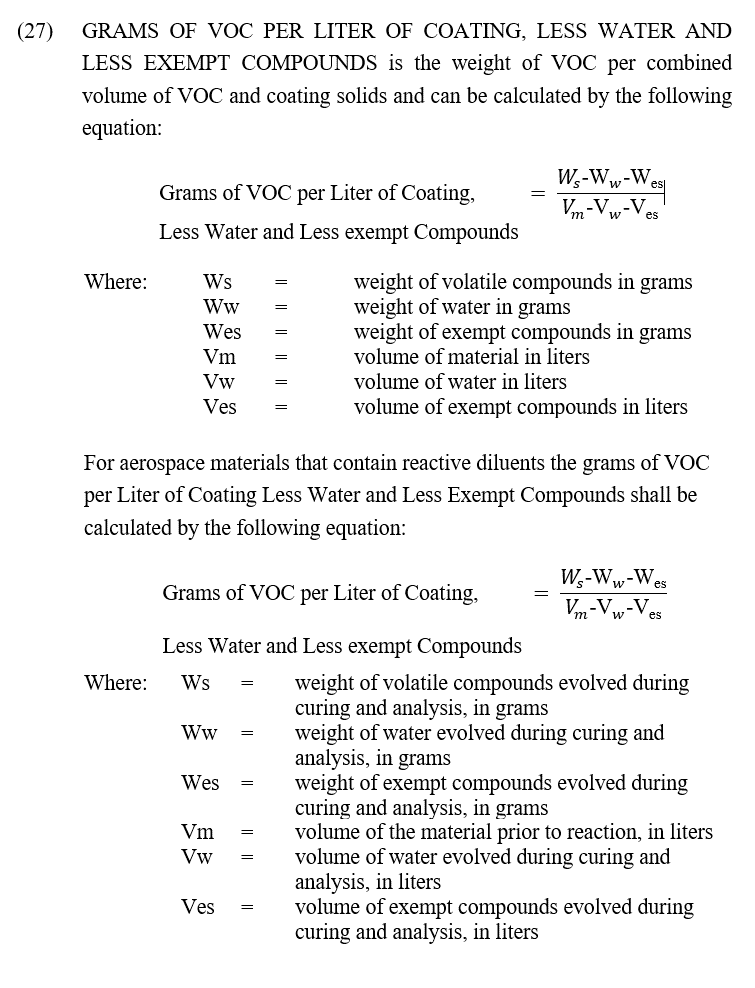 (27) GRAMS OF VOC PER LITER OF COATING, LESS WATER AND
LESS EXEMPT COMPOUNDS is the weight of VOC per combined
volume of VOC and coating solids and can be calculated by the following
equation:
Grams of VOC per Liter of Coating, = Ws-Ww-Wes
Vm-Vw-Ves
Less Water and Less exempt Compounds
Where: Ws = weight of volatile compounds in grams
Ww = weight of water in grams
Wes = weight of exempt compounds in grams
Vm = volume of material in liters
Vw = volume of water in liters
Ves = volume of exempt compounds in liters
For aerospace materials that contain reactive diluents the grams of VOC
per Liter of Coating Less Water and Less Exempt Compounds shall be
calculated by the following equation:
Grams of VOC per Liter of Coating, = Ws-Ww-Wes
Vm-Vw-Ves
Less Water and Less exempt Compounds
Where: Ws = weight of volatile compounds evolved during
curing and analysis, in grams
Ww = weight of water evolved during curing and
analysis, in grams
Wes = weight of exempt compounds evolved during
curing and analysis, in grams
Vm = volume of the material prior to reaction, in liters
Vw = volume of water evolved during curing and
analysis, in liters
Ves = volume of exempt compounds evolved during
curing and analysis, in liters